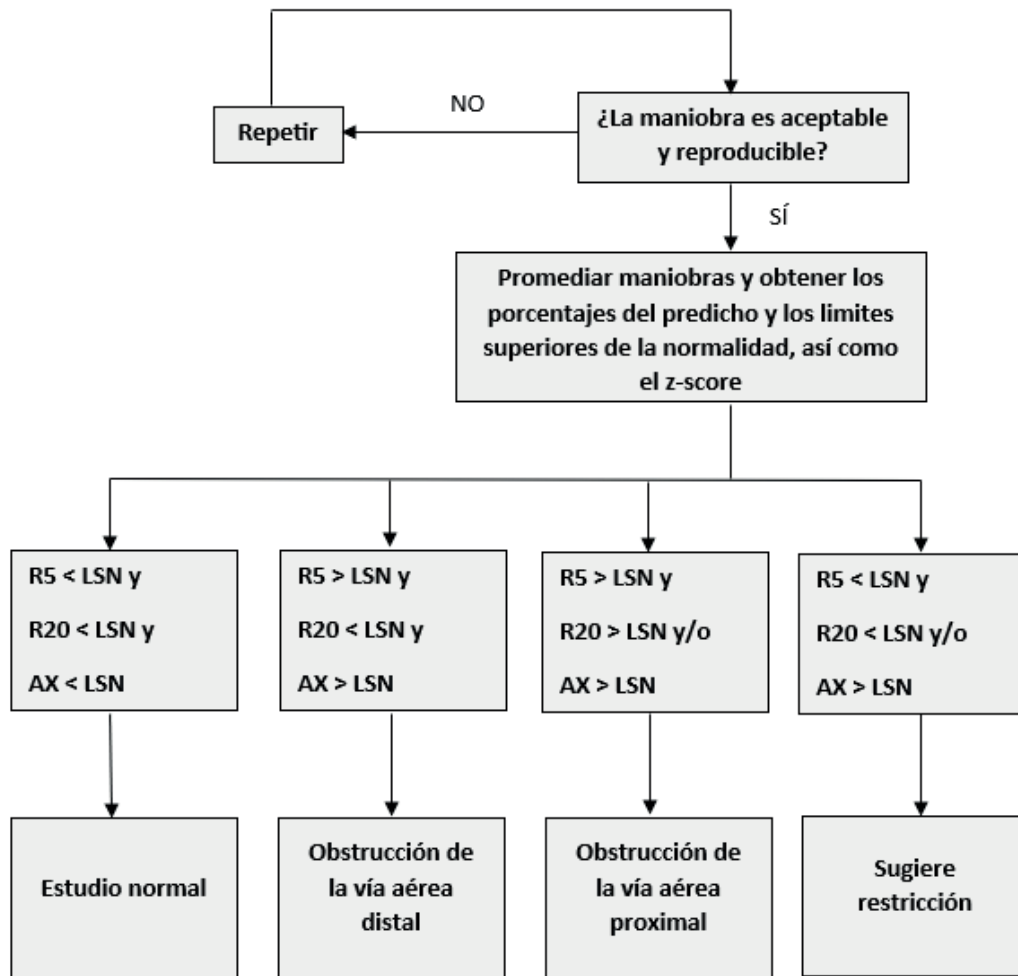 NO
Repetir
¿La maniobra es aceptable
y reproducible?
SÍ
Promediar maniobras y obtener los
porcentajes del predicho y los limites
superiores de la normalidad, así como
el z-score
R5 < LSN y
R20 < LSN y
AX < LSN
R5 > LSN y
R20 < LSN y
AX > LSN
R5 > LSN y
R20 > LSN y/o
AX > LSN
R5 < LSN y
R20 < LSN y/o
AX > LSN
Estudio normal
Obstrucción de
la vía aérea
distal
Obstrucción de
la vía aérea
proximal
Sugiere
restricción